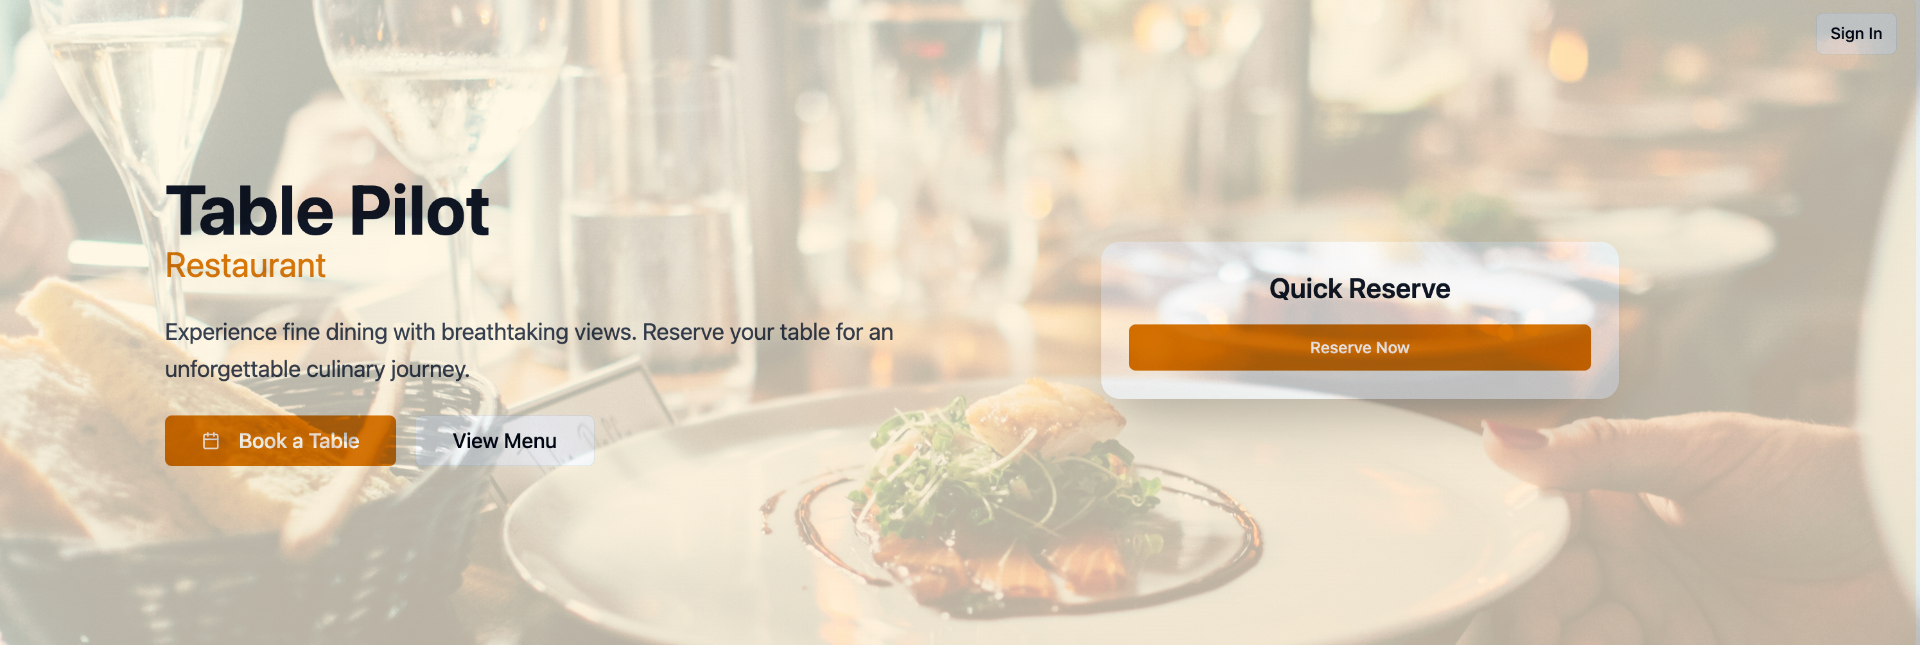 Sign In
Table Pilot
Restaurant
Experience fine dining with breathtaking views. Reserve your table for an
unforgettable culinary journey.
Book a Table
View Menu
Quick Reserve
Reserve Now